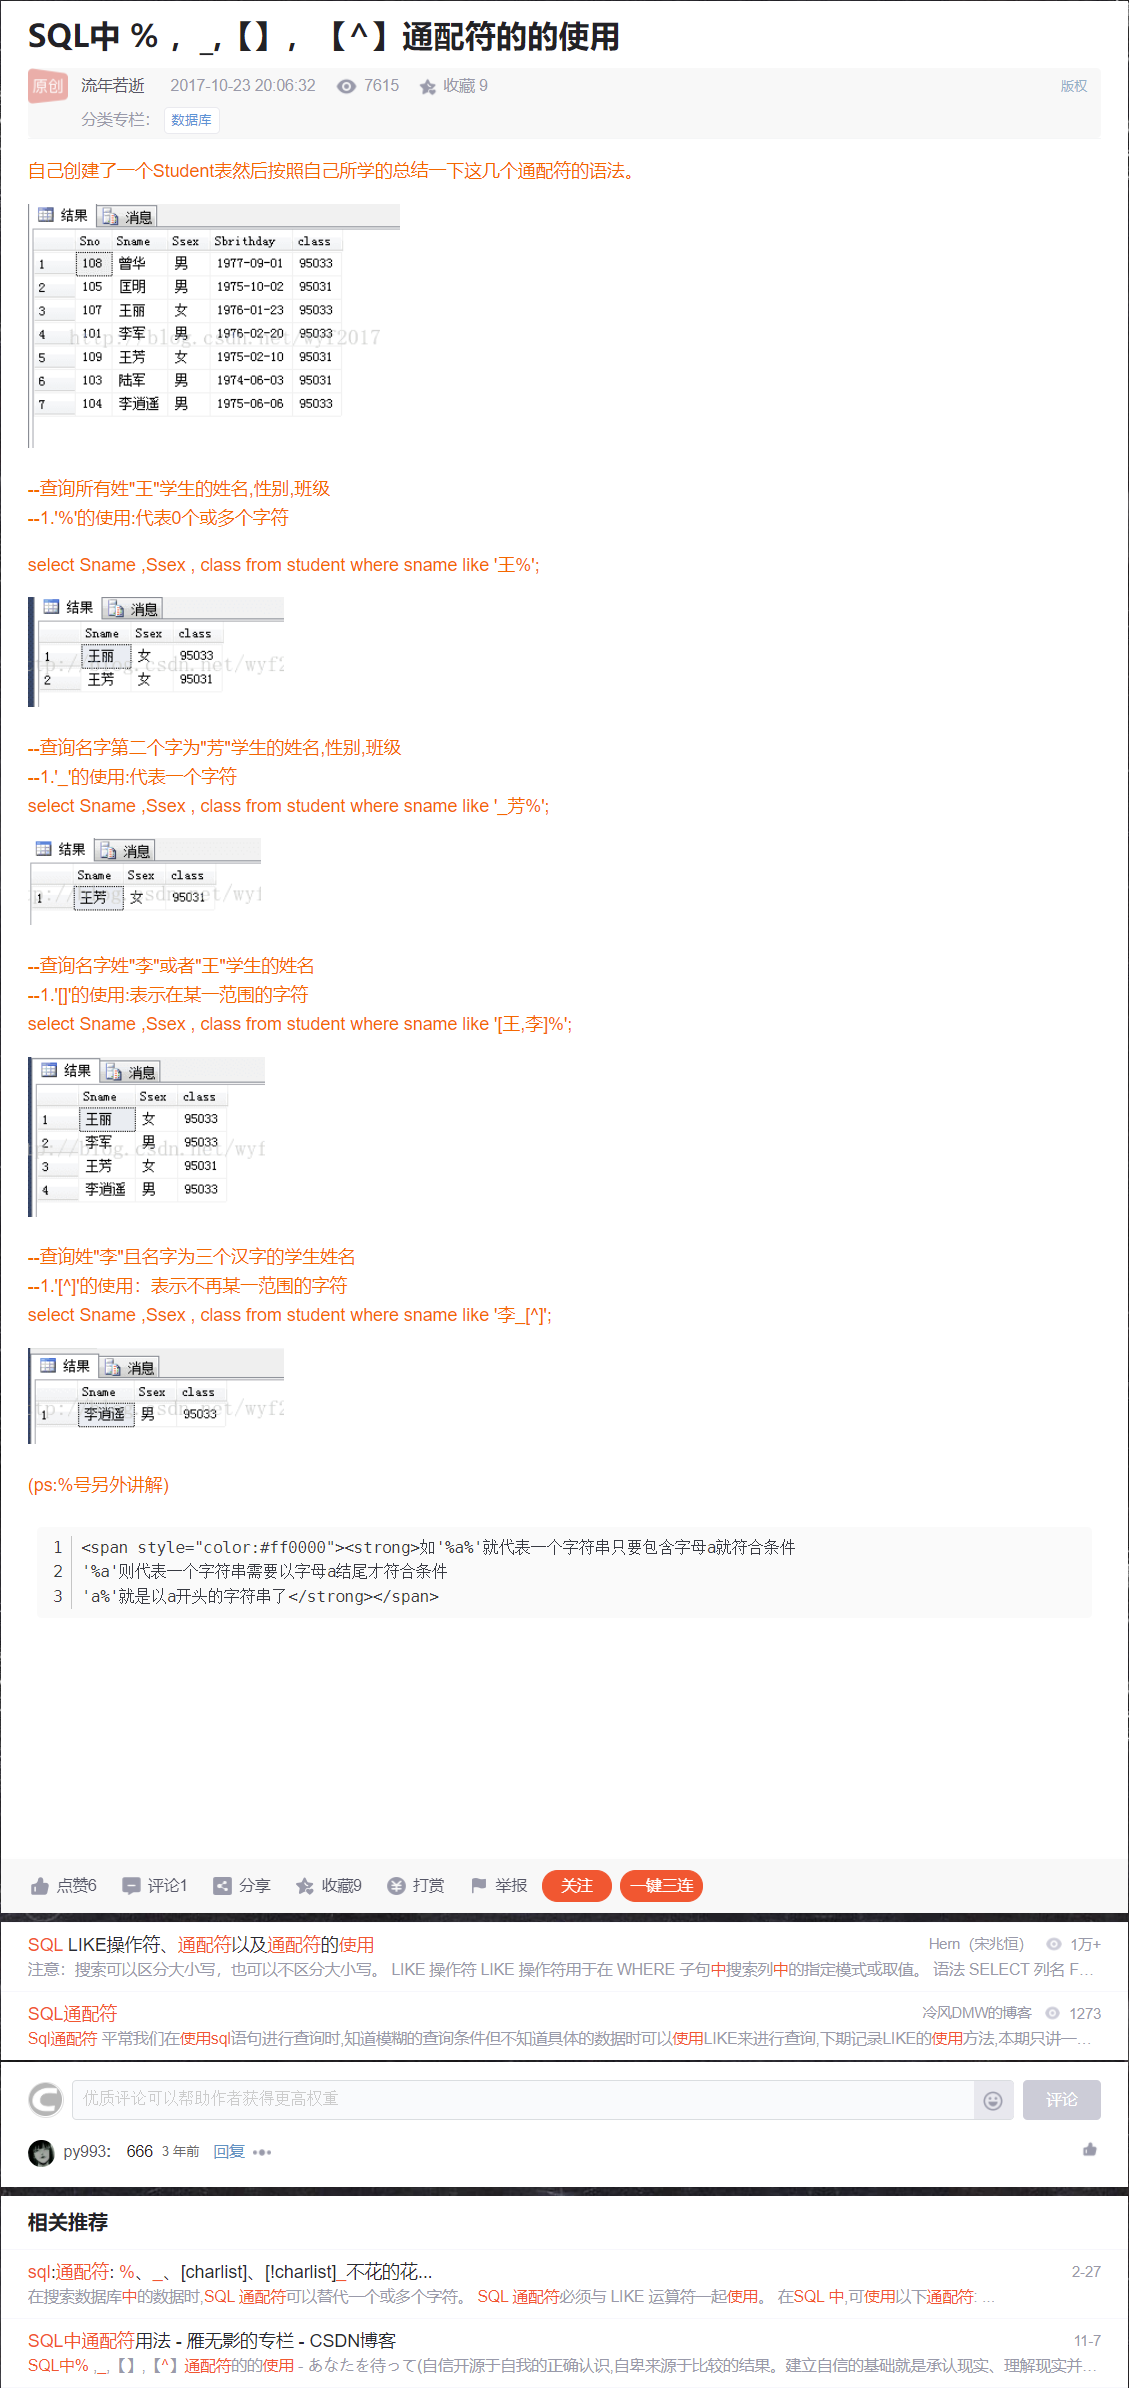 SQL中 % ，_,【】，【^】通配符的的使用
原创 流年若逝 2017-10-23 20:06:32 7615 收藏 9 版权
分类专栏： 数据库
自己创建了一个Student表然后按照自己所学的总结一下这几个通配符的语法。
结果 消息
Sno Sname Ssex Sbrithday class
1 108 曾华 男 1977-09-01 95033
2 105 匡明 男 1975-10-02 95031
3 107 王丽 女 1976-01-23 95033
4 101 李军 男 1976-02-20 95033
http://blog.csdn.net/wyf2017
5 109 王芳 女 1975-02-10 95031
6 103 陆军 男 1974-06-03 95031
7 104 李逍遥 男 1975-06-06 95033
--查询所有姓"王"学生的姓名,性别,班级
--1.'%'的使用:代表0个或多个字符
select Sname ,Ssex , class from student where sname like '王%';
结果 消息
Sname Ssex class
1 王丽 女 95033
ttp://blog.csdn.net/wyf2
2 王芳 女 95031
--查询名字第二个字为"芳"学生的姓名,性别,班级
--1.'_'的使用:代表一个字符
select Sname ,Ssex , class from student where sname like '_芳%';
结果 消息
Sname Ssex class
1 王芳 女 95031
tp://blog.csdn.net/wyf
--查询名字姓"李"或者"王"学生的姓名
--1.'[]'的使用:表示在某一范围的字符
select Sname ,Ssex , class from student where sname like '[王,李]%';
结果 消息
Sname Ssex class
1 王丽 女 95033
2 李军 男 95033
tp://blog.csdn.net/wyf
3 王芳 女 95031
4 李逍遥 男 95033
--查询姓"李"且名字为三个汉字的学生姓名
--1.'[^]'的使用：表示不再某一范围的字符
select Sname ,Ssex , class from student where sname like '李_[^]';
结果 消息
Sname Ssex class
1 李逍遥 男 95033
ttp://blog.csdn.net/wyf2
(ps:%号另外讲解)
1 <span style="color:#ff0000"><strong>如'%a%'就代表一个字符串只要包含字母a就符合条件
2 '%a'则代表一个字符串需要以字母a结尾才符合条件
3 'a%'就是以a开头的字符串了</strong></span>
点赞6 评论1 分享 收藏9 打赏 举报 关注 一键三连
SQL LIKE操作符、通配符以及通配符的使用 Hern（宋兆恒） 1万+
注意：搜索可以区分大小写，也可以不区分大小写。 LIKE 操作符 LIKE 操作符用于在 WHERE 子句中搜索列中的指定模式或取值。 语法 SELECT 列名 F...
SQL通配符 冷风DMW的博客 1273
Sql通配符 平常我们在使用sql语句进行查询时,知道模糊的查询条件但不知道具体的数据时可以使用LIKE来进行查询,下期记录LIKE的使用方法,本期只讲一...
优质评论可以帮助作者获得更高权重 评论
py993： 666 3 年前 回复
相关推荐
sql:通配符: %、_、[charlist]、[!charlist]_不花的花... 2-27
在搜索数据库中的数据时,SQL 通配符可以替代一个或多个字符。 SQL 通配符必须与 LIKE 运算符一起使用。 在SQL 中,可使用以下通配符: ...
SQL中通配符用法 - 雁无影的专栏 - CSDN博客 11-7
SQL中% ,_,【】,【^】通配符的的使用 - あなたを待って(自信开源于自我的正确认识,自卑来源于比较的结果。建立自信的基础就是承认现实、理解现实并...